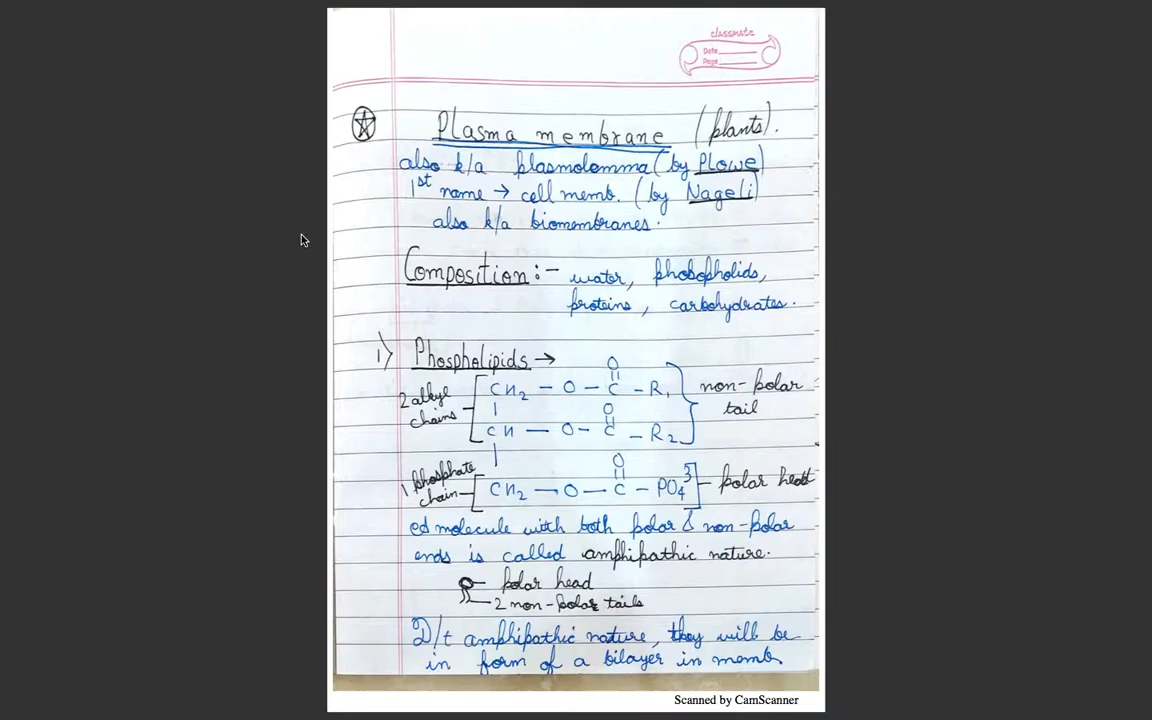 classmate
Date
Page
Plasma membrane (plants).
also k/a plasmolemma (by PLowe)
1st name → cell memb. (by Nageli)
also k/a biomembranes.
Composition :- water, phobopholids,
proteins, carbohydrates.
1) Phospholipids →
O
2 alkyl chains CH2 - O - C - R1 non-polar tail
O
CH - O - C - R2
O
1 phosphate chain CH2 - O - C - PO4 3- polar head
ed molecule with both polar & non-polar
ends is called amphipathic nature.
polar head
2 non-polar tails
D/t amphipathic nature, they will be
in form of a bilayer in memb.
Scanned by CamScanner